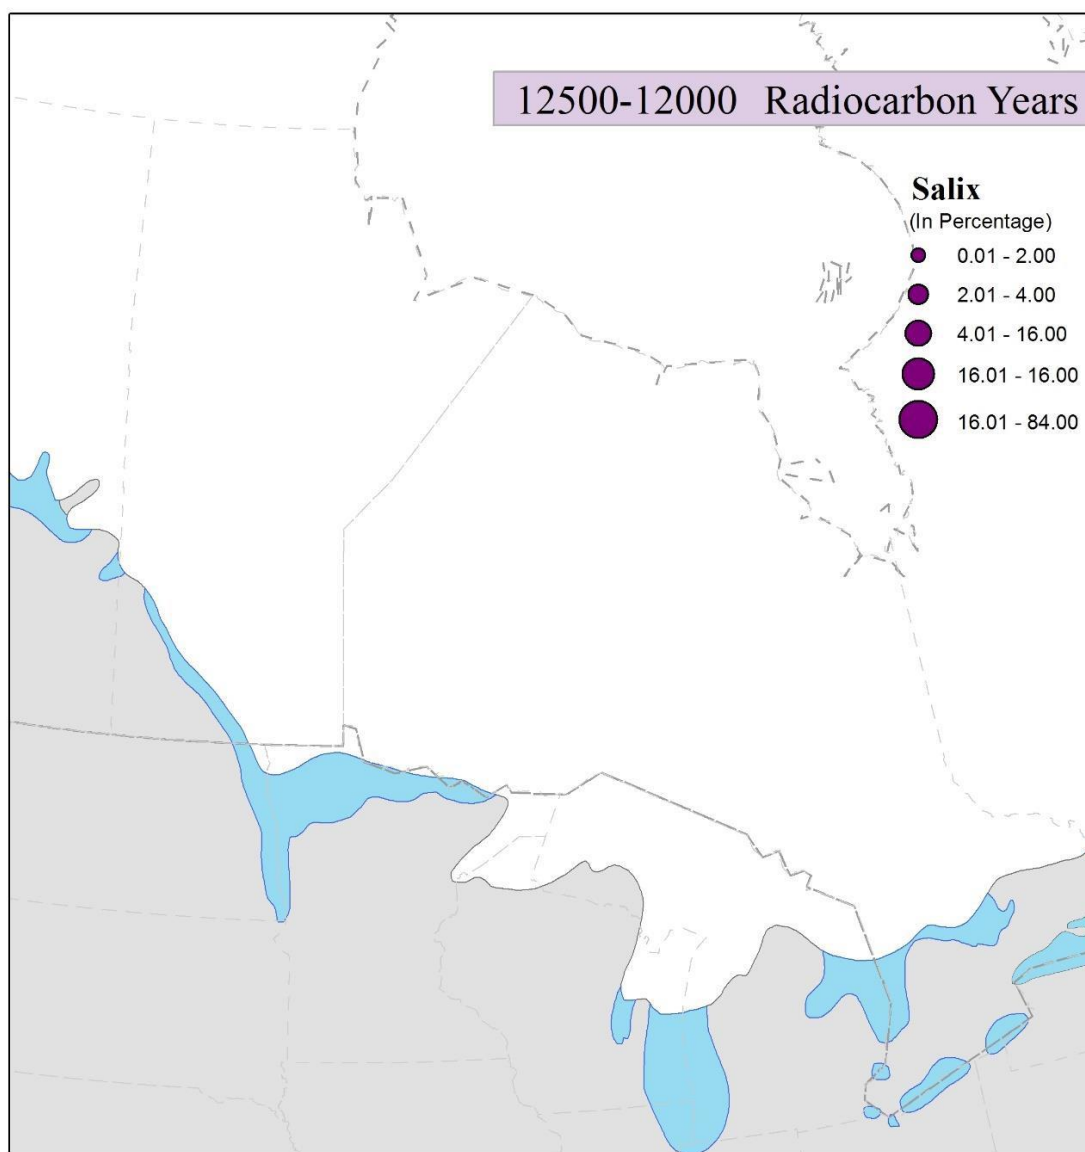 12500-12000 Radiocarbon Years
Salix
(In Percentage)
0.01 - 2.00
2.01 - 4.00
4.01 - 16.00
16.01 - 16.00
16.01 - 84.00